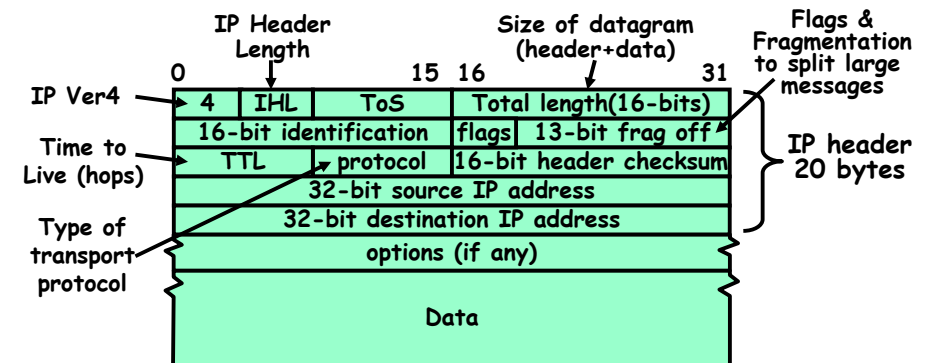 IP Header
Length
Size of datagram
(header+data)
Flags &
Fragmentation
to split large
messages
0 15 16 31
IP Ver4
4 IHL ToS Total length(16-bits)
16-bit identification flags 13-bit frag off
Time to
Live (hops)
TTL protocol 16-bit header checksum
IP header
20 bytes
32-bit source IP address
32-bit destination IP address
Type of
transport
protocol
options (if any)
Data